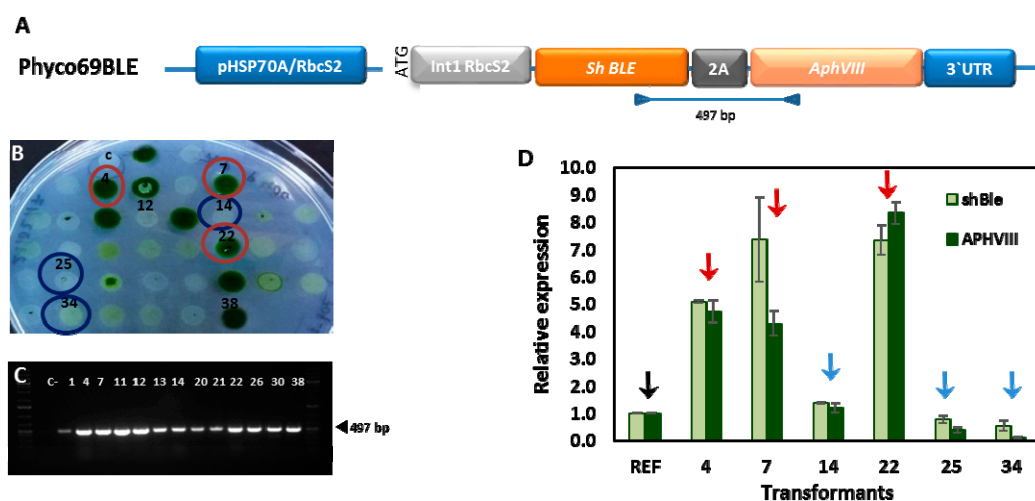 A
Phyco69BLE
pHSP70A/RbcS2
ATG
Int1 RbcS2
Sh BLE
2A
AphVIII
3`UTR
497 bp
B
c
4
7
12
14
22
25
34
38
C
C- 1 4 7 11 12 13 14 20 21 22 26 30 38
497 bp
D
Relative expression
10.0
9.0
8.0
7.0
6.0
5.0
4.0
3.0
2.0
1.0
0.0
shBle
APHVIII
REF 4 7 14 22 25 34
Transformants